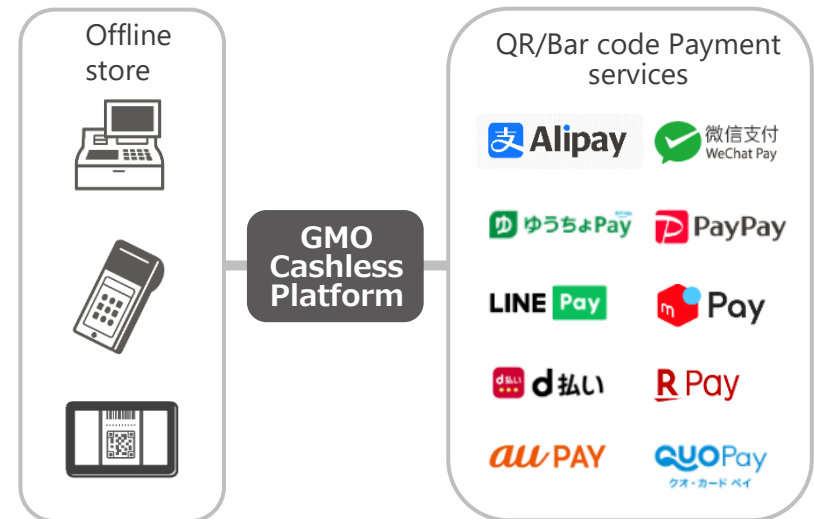 Offline
store
GMO
Cashless
Platform
QR/Bar code Payment
services
支 Alipay
微信支付
WeChat Pay
ゆ ゆうちょPay
PayPay
LINE Pay
m Pay
d払い d払い
R Pay
au PAY
QUOPay
クオ・カード ペイ